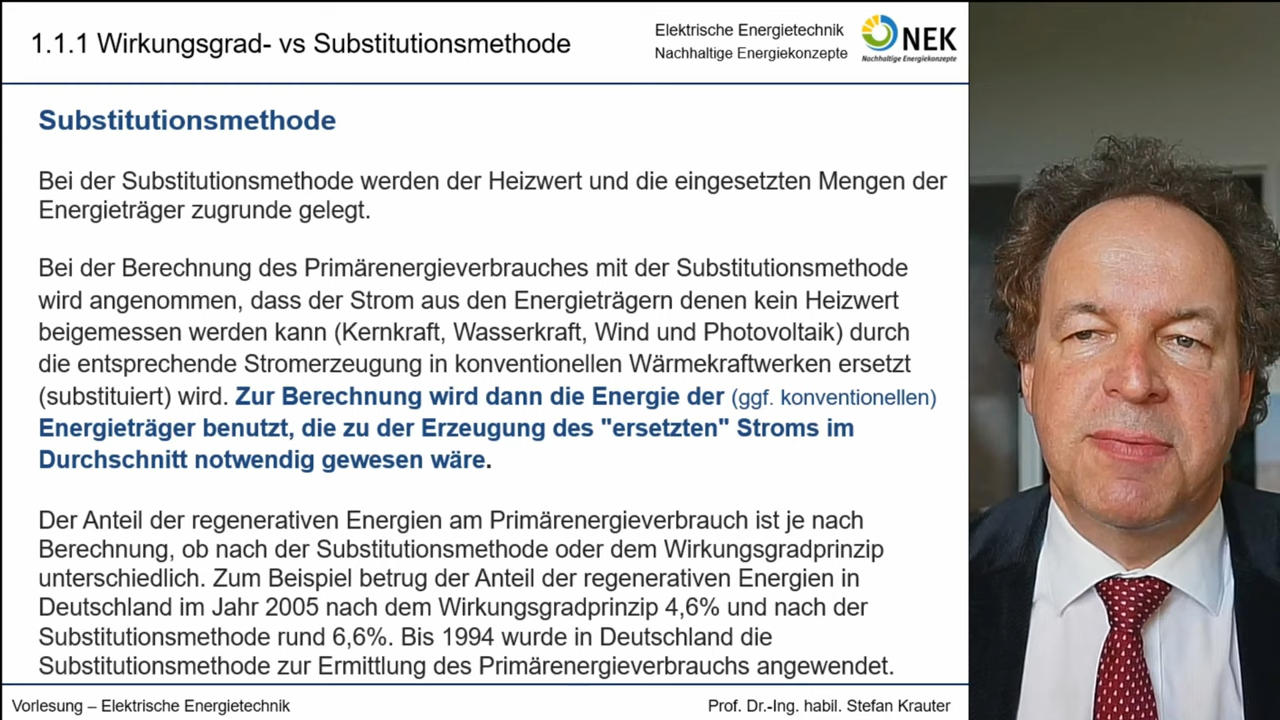 1.1.1 Wirkungsgrad- vs Substitutionsmethode
Elektrische Energietechnik
Nachhaltige Energiekonzepte
NEK
Nachhaltige Energiekonzepte
Substitutionsmethode
Bei der Substitutionsmethode werden der Heizwert und die eingesetzten Mengen der
Energieträger zugrunde gelegt.
Bei der Berechnung des Primärenergieverbrauches mit der Substitutionsmethode
wird angenommen, dass der Strom aus den Energieträgern denen kein Heizwert
beigemessen werden kann (Kernkraft, Wasserkraft, Wind und Photovoltaik) durch
die entsprechende Stromerzeugung in konventionellen Wärmekraftwerken ersetzt
(substituiert) wird. Zur Berechnung wird dann die Energie der (ggf. konventionellen)
Energieträger benutzt, die zu der Erzeugung des "ersetzten" Stroms im
Durchschnitt notwendig gewesen wäre.
Der Anteil der regenerativen Energien am Primärenergieverbrauch ist je nach
Berechnung, ob nach der Substitutionsmethode oder dem Wirkungsgradprinzip
unterschiedlich. Zum Beispiel betrug der Anteil der regenerativen Energien in
Deutschland im Jahr 2005 nach dem Wirkungsgradprinzip 4,6% und nach der
Substitutionsmethode rund 6,6%. Bis 1994 wurde in Deutschland die
Substitutionsmethode zur Ermittlung des Primärenergieverbrauchs angewendet.
Vorlesung – Elektrische Energietechnik
Prof. Dr.-Ing. habil. Stefan Krauter